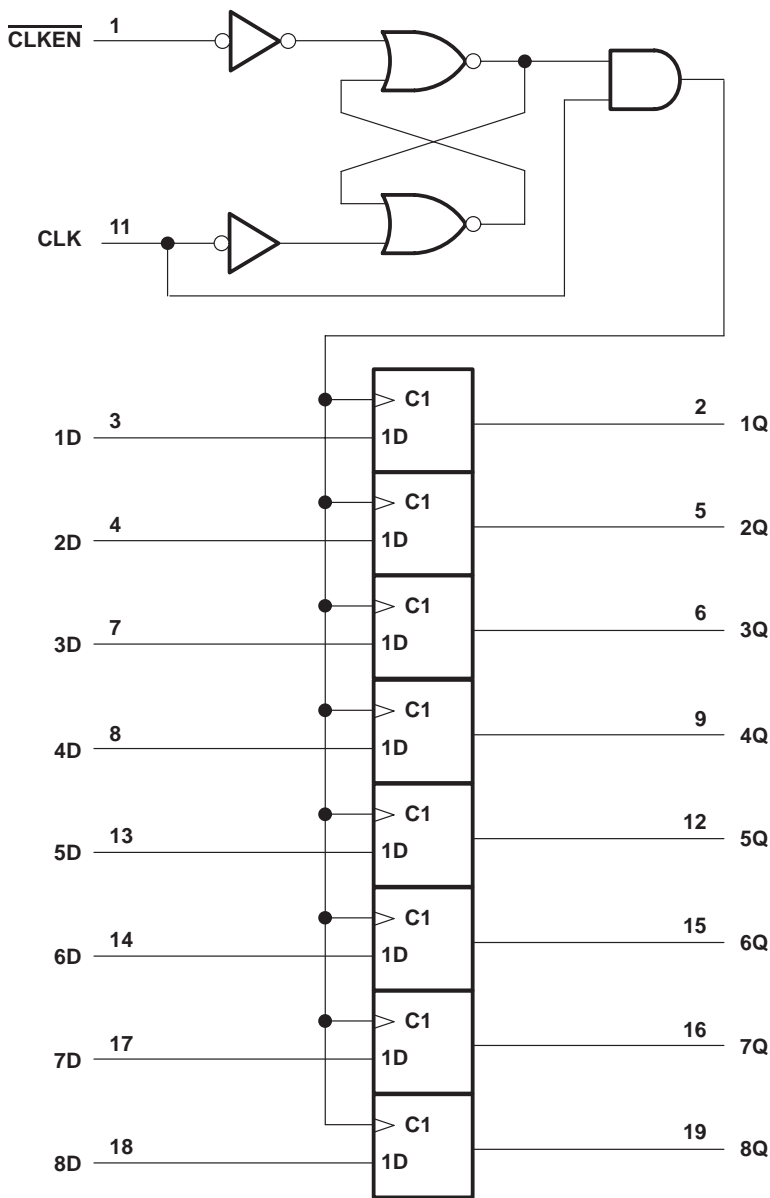 CLKEN 1
CLK 11
C1
1D 3 1D 2 1Q
C1
2D 4 1D 5 2Q
C1
3D 7 1D 6 3Q
C1
4D 8 1D 9 4Q
C1
5D 13 1D 12 5Q
C1
6D 14 1D 15 6Q
C1
7D 17 1D 16 7Q
C1
8D 18 1D 19 8Q